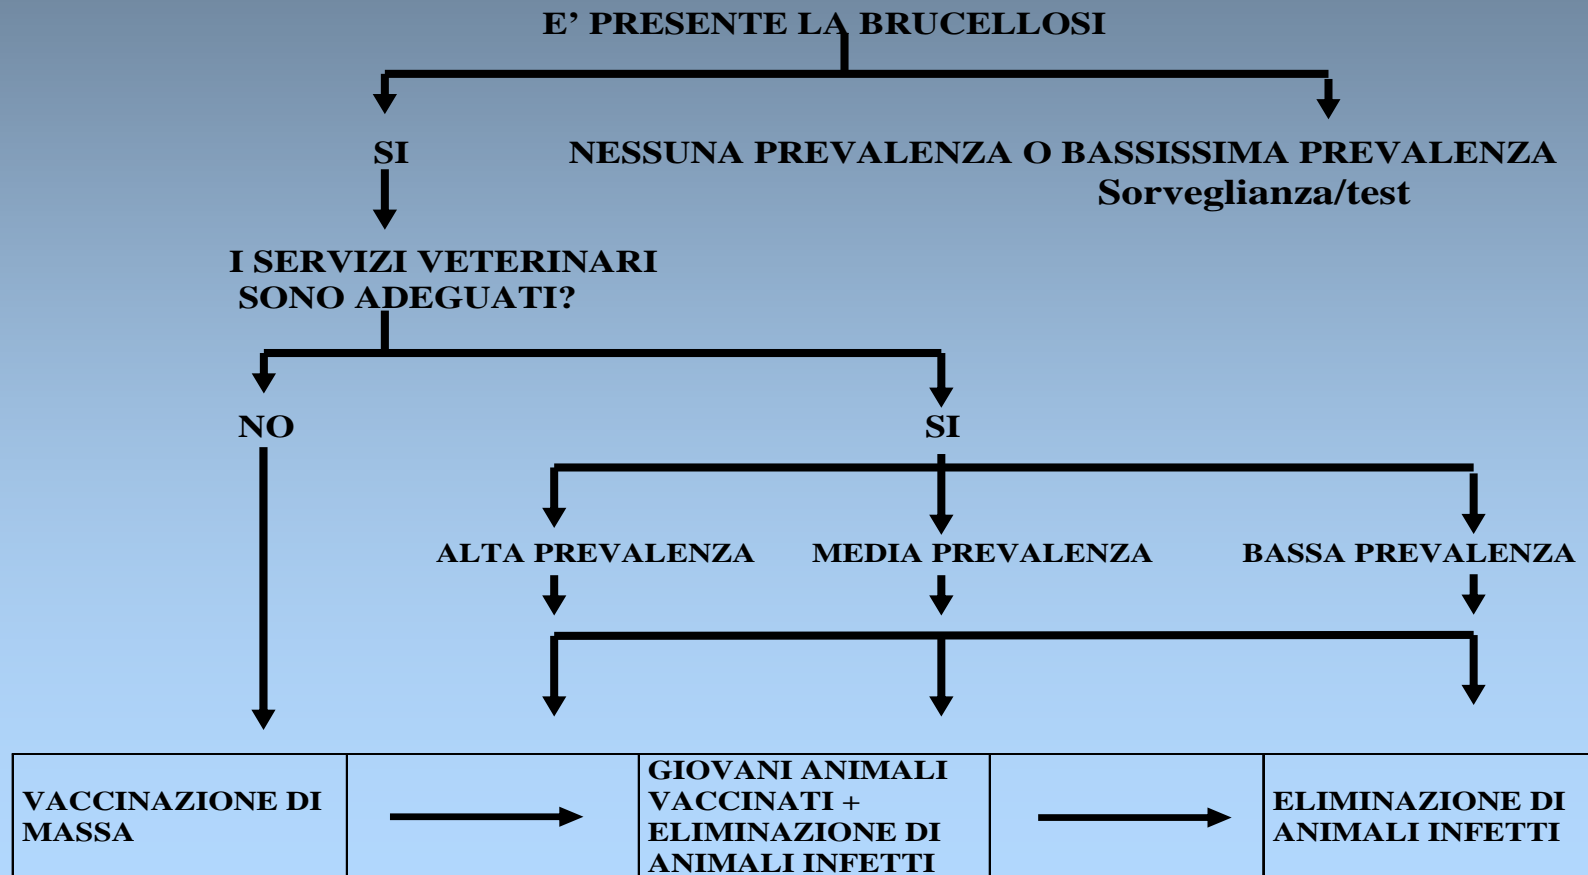 E’ PRESENTE LA BRUCELLOSI
SI
NESSUNA PREVALENZA O BASSISSIMA PREVALENZA
Sorveglianza/test
I SERVIZI VETERINARI
SONO ADEGUATI?
NO
SI
ALTA PREVALENZA
MEDIA PREVALENZA
BASSA PREVALENZA
VACCINAZIONE DI
MASSA
GIOVANI ANIMALI
VACCINATI +
ELIMINAZIONE DI
ANIMALI INFETTI
ELIMINAZIONE DI
ANIMALI INFETTI